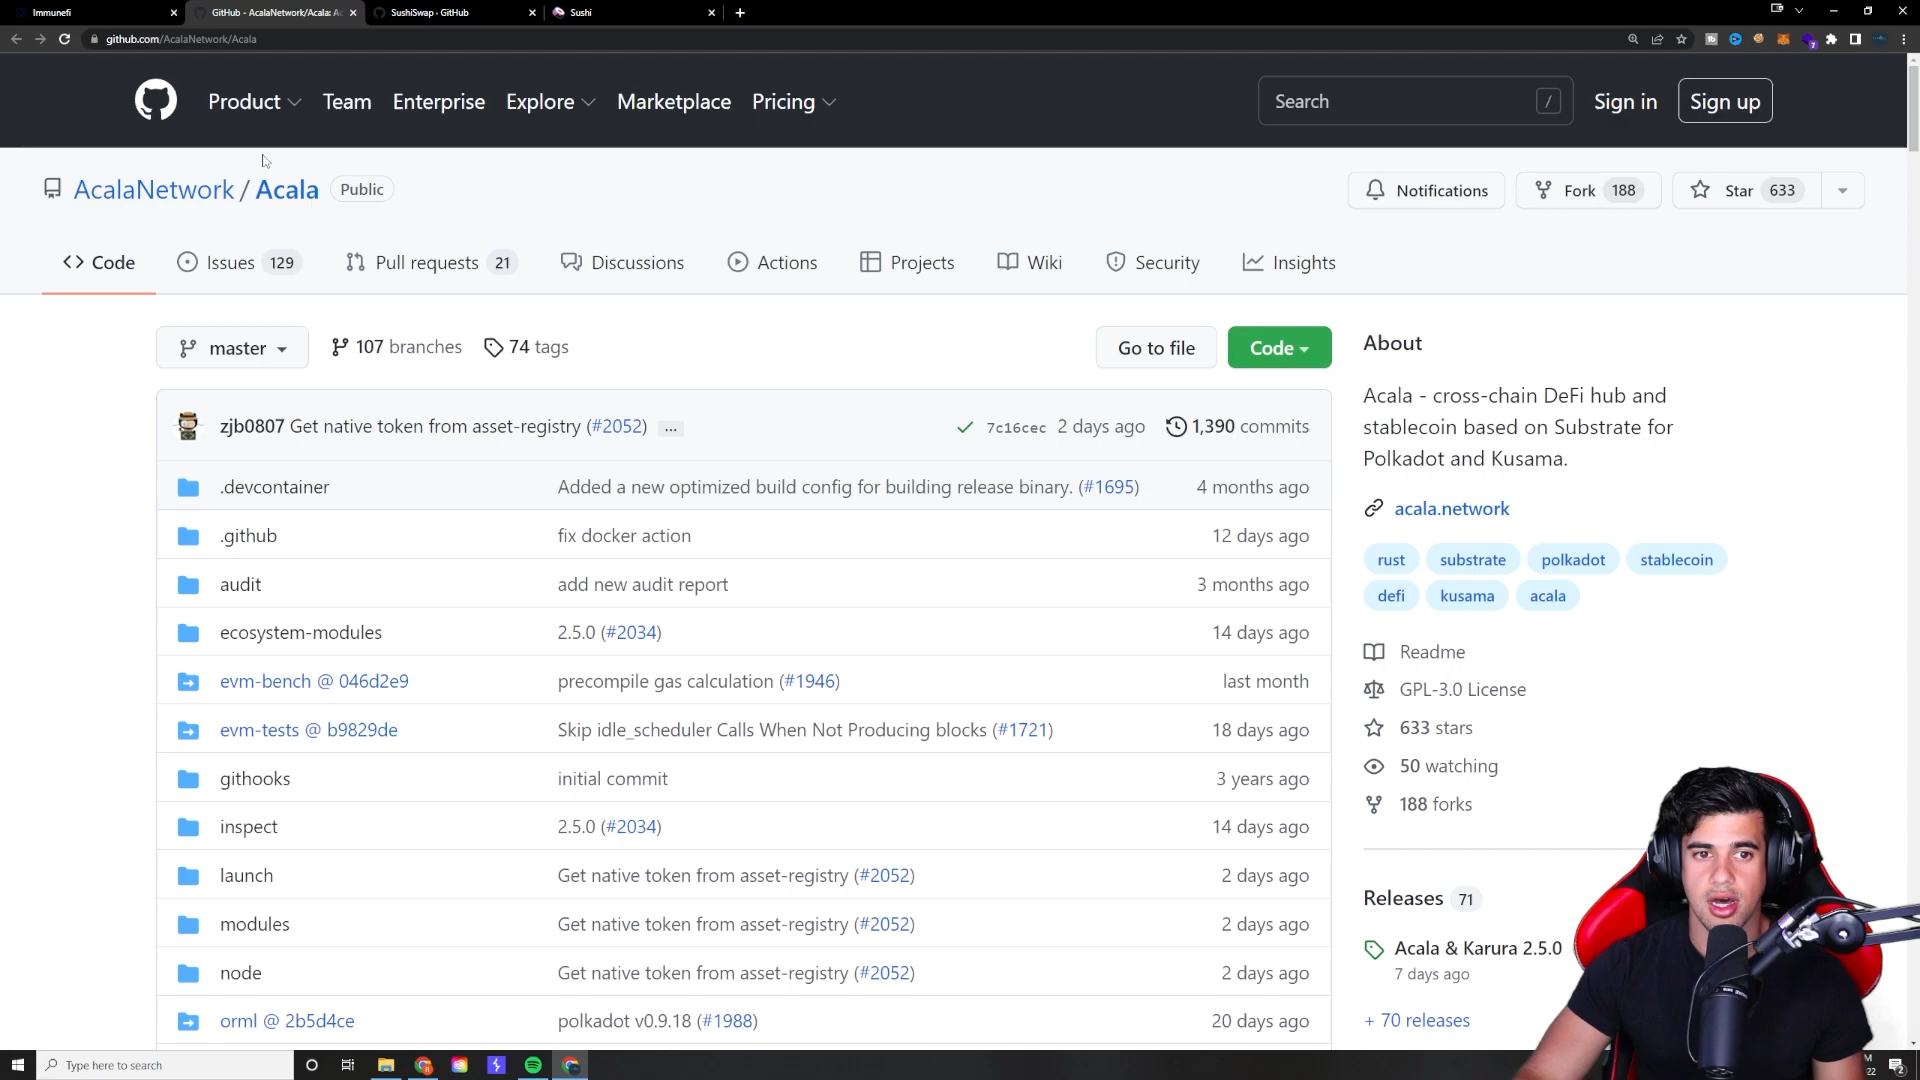 Immunefi
GitHub - AcalaNetwork/Acala: Ac
SushiSwap · GitHub
Sushi
github.com/AcalaNetwork/Acala
Product
Team
Enterprise
Explore
Marketplace
Pricing
Search
/
Sign in
Sign up
AcalaNetwork / Acala
Public
Notifications
Fork 188
Star 633
<> Code
Issues 129
Pull requests 21
Discussions
Actions
Projects
Wiki
Security
Insights
master
107 branches
74 tags
Go to file
Code
zjb0807 Get native token from asset-registry (#2052) ...
7c16cec 2 days ago
1,390 commits
.devcontainer
Added a new optimized build config for building release binary. (#1695)
4 months ago
.github
fix docker action
12 days ago
audit
add new audit report
3 months ago
ecosystem-modules
2.5.0 (#2034)
14 days ago
evm-bench @ 046d2e9
precompile gas calculation (#1946)
last month
evm-tests @ b9829de
Skip idle_scheduler Calls When Not Producing blocks (#1721)
18 days ago
githooks
initial commit
3 years ago
inspect
2.5.0 (#2034)
14 days ago
launch
Get native token from asset-registry (#2052)
2 days ago
modules
Get native token from asset-registry (#2052)
2 days ago
node
Get native token from asset-registry (#2052)
2 days ago
orml @ 2b5d4ce
polkadot v0.9.18 (#1988)
20 days ago
About
Acala - cross-chain DeFi hub and
stablecoin based on Substrate for
Polkadot and Kusama.
acala.network
rust
substrate
polkadot
stablecoin
defi
kusama
acala
Readme
GPL-3.0 License
633 stars
50 watching
188 forks
Releases 71
Acala & Karura 2.5.0
7 days ago
+ 70 releases
Type here to search
M
22
2